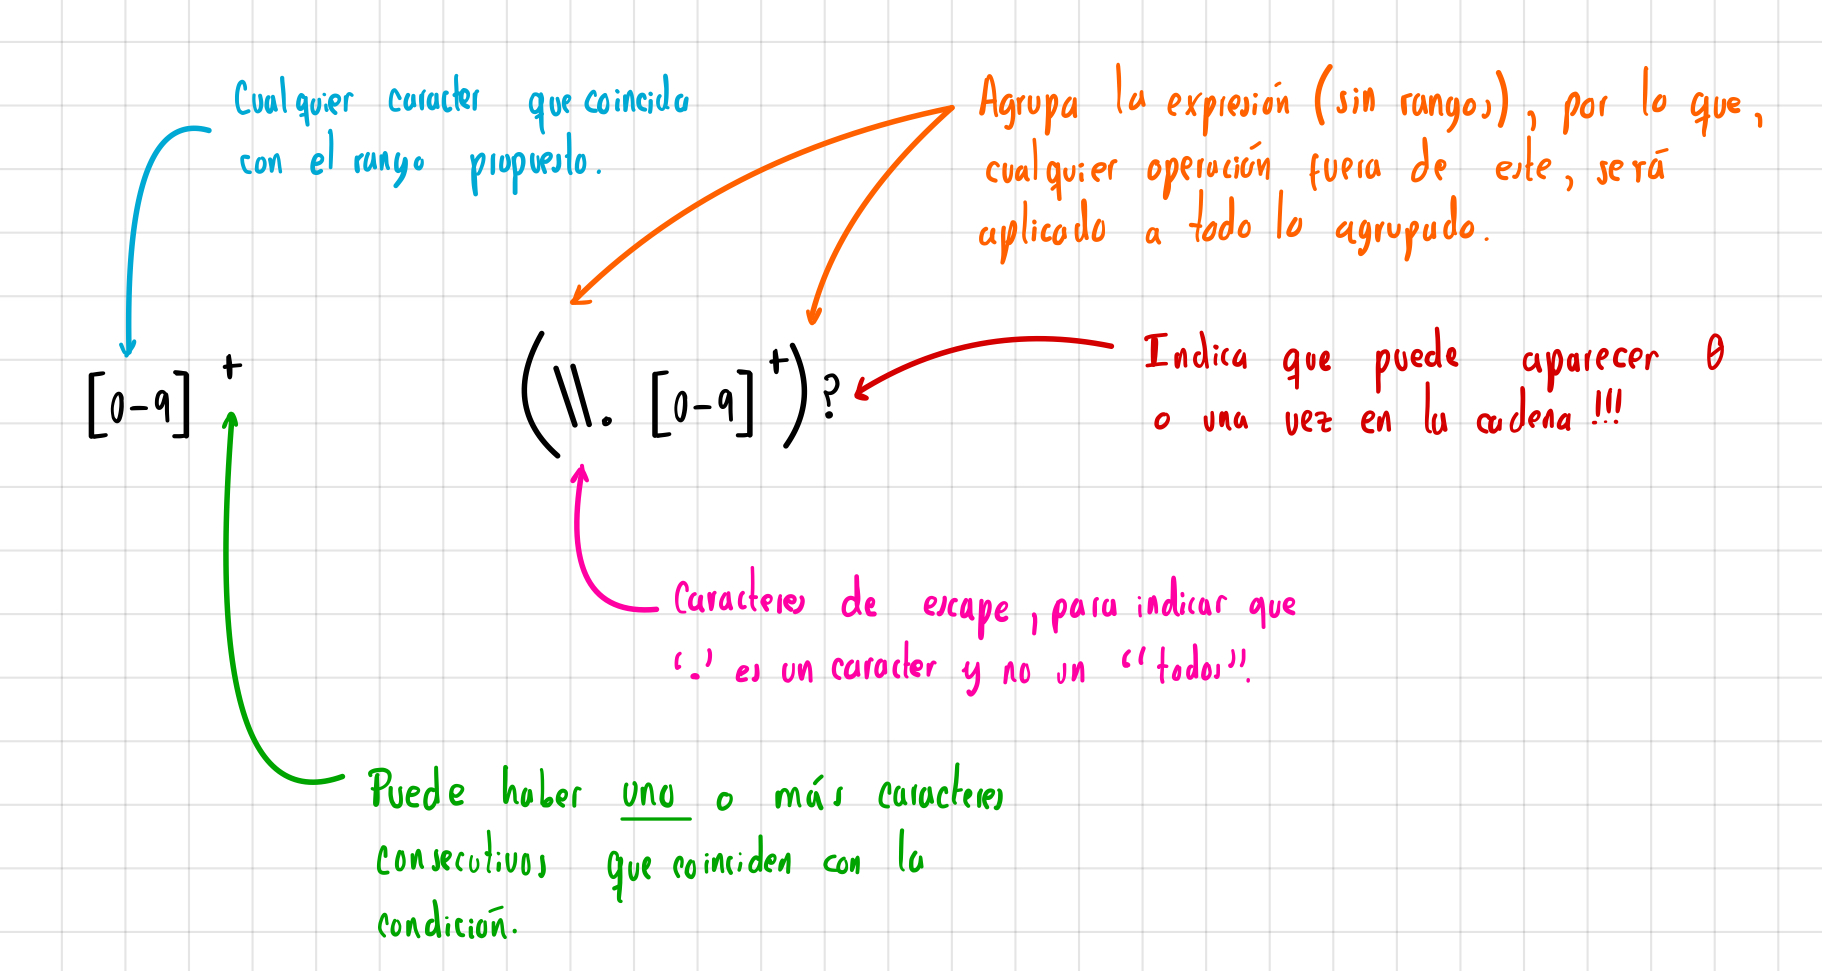 Cualquier caracter que coincida
con el rango propuesto.
Agrupa la expresión (sin rangos), por lo que,
cualquier operación fuera de este, será
aplicado a todo lo agrupado.
[0-9]+ (\\. [0-9]+)?
Indica que puede aparecer 0
o una vez en la cadena!!!
Caracteres de escape, para indicar que
'.' es un caracter y no un "todos".
Puede haber uno o más caracteres
consecutivos que coinciden con la
condición.